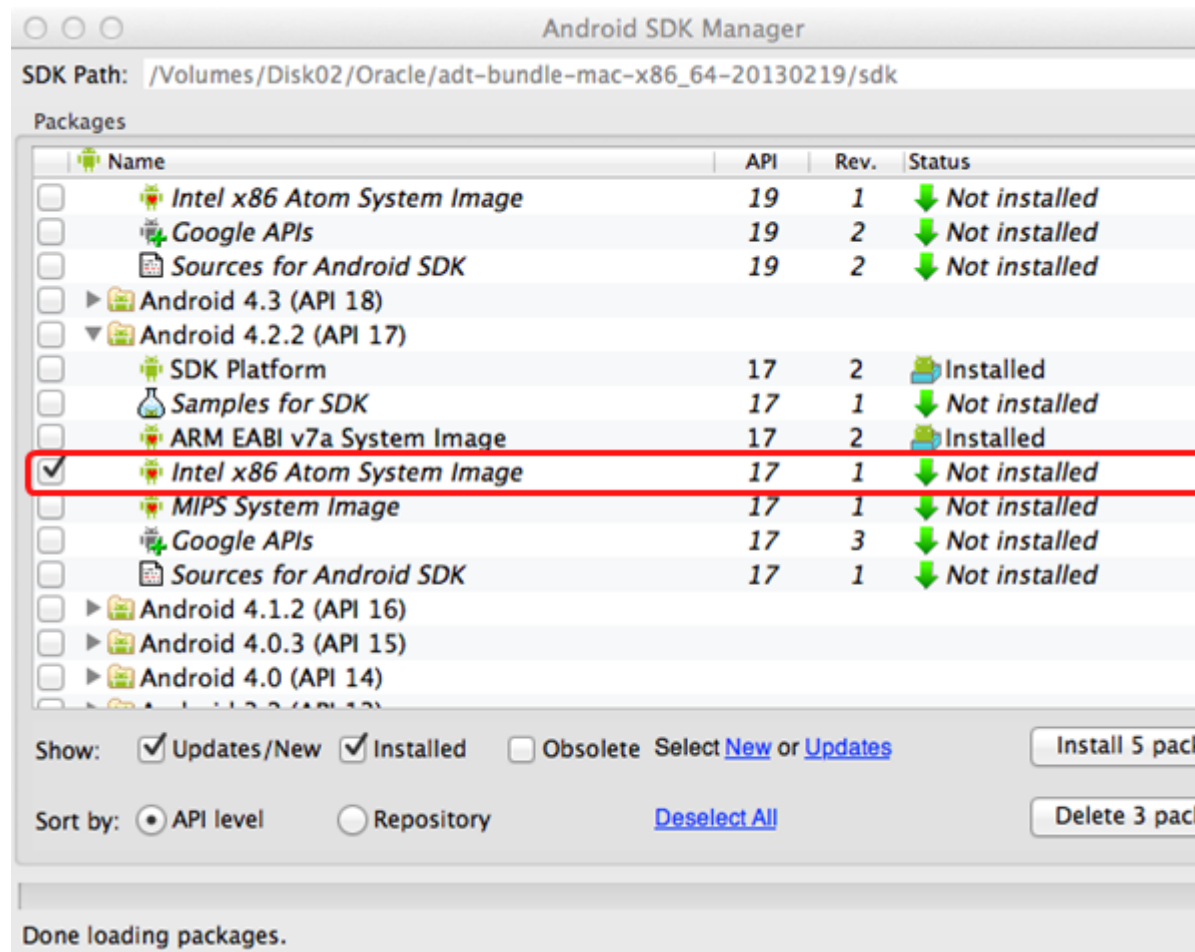 Android SDK Manager
SDK Path: /Volumes/Disk02/Oracle/adt-bundle-mac-x86_64-20130219/sdk
Packages
Name API Rev. Status
Intel x86 Atom System Image 19 1 Not installed
Google APIs 19 2 Not installed
Sources for Android SDK 19 2 Not installed
Android 4.3 (API 18)
Android 4.2.2 (API 17)
SDK Platform 17 2 Installed
Samples for SDK 17 1 Not installed
ARM EABI v7a System Image 17 2 Installed
Intel x86 Atom System Image 17 1 Not installed
MIPS System Image 17 1 Not installed
Google APIs 17 3 Not installed
Sources for Android SDK 17 1 Not installed
Android 4.1.2 (API 16)
Android 4.0.3 (API 15)
Android 4.0 (API 14)
Show: Updates/New Installed Obsolete Select New or Updates Install 5
Sort by: API level Repository Deselect All Delete 3
Done loading packages.